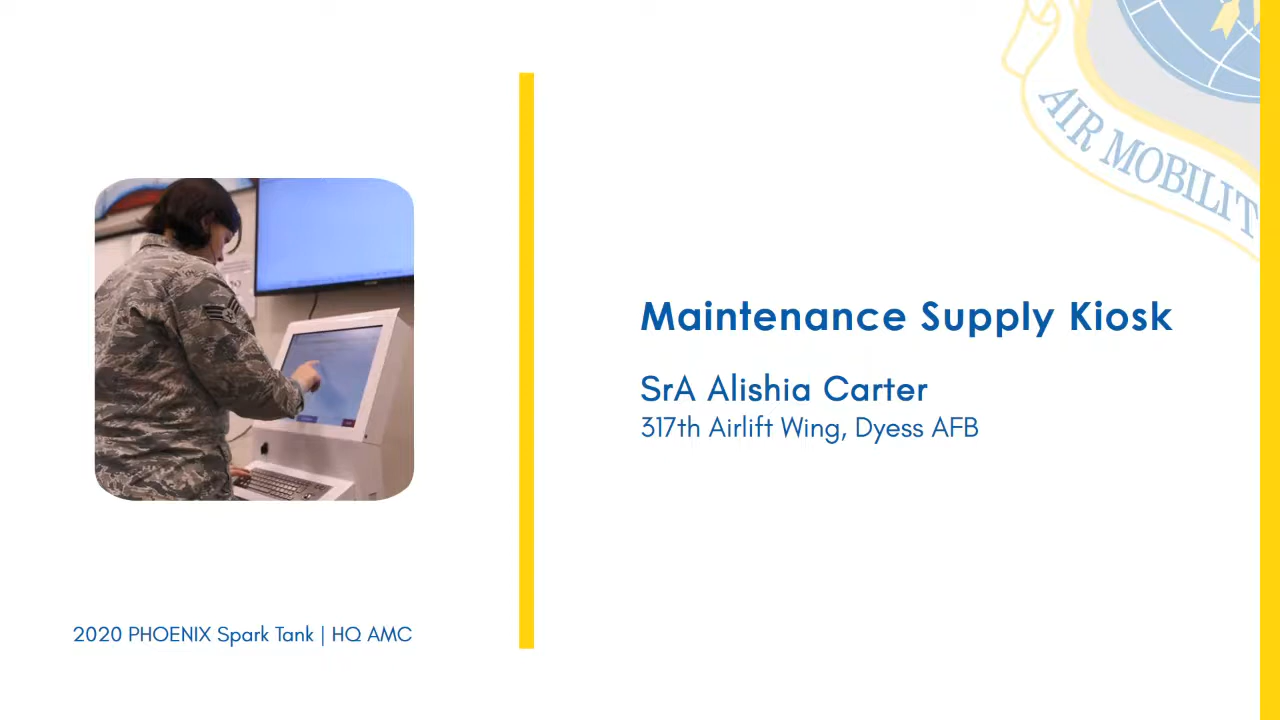 AIR MOBILIT
Maintenance Supply Kiosk
SrA Alishia Carter
317th Airlift Wing, Dyess AFB
2020 PHOENIX Spark Tank | HQ AMC